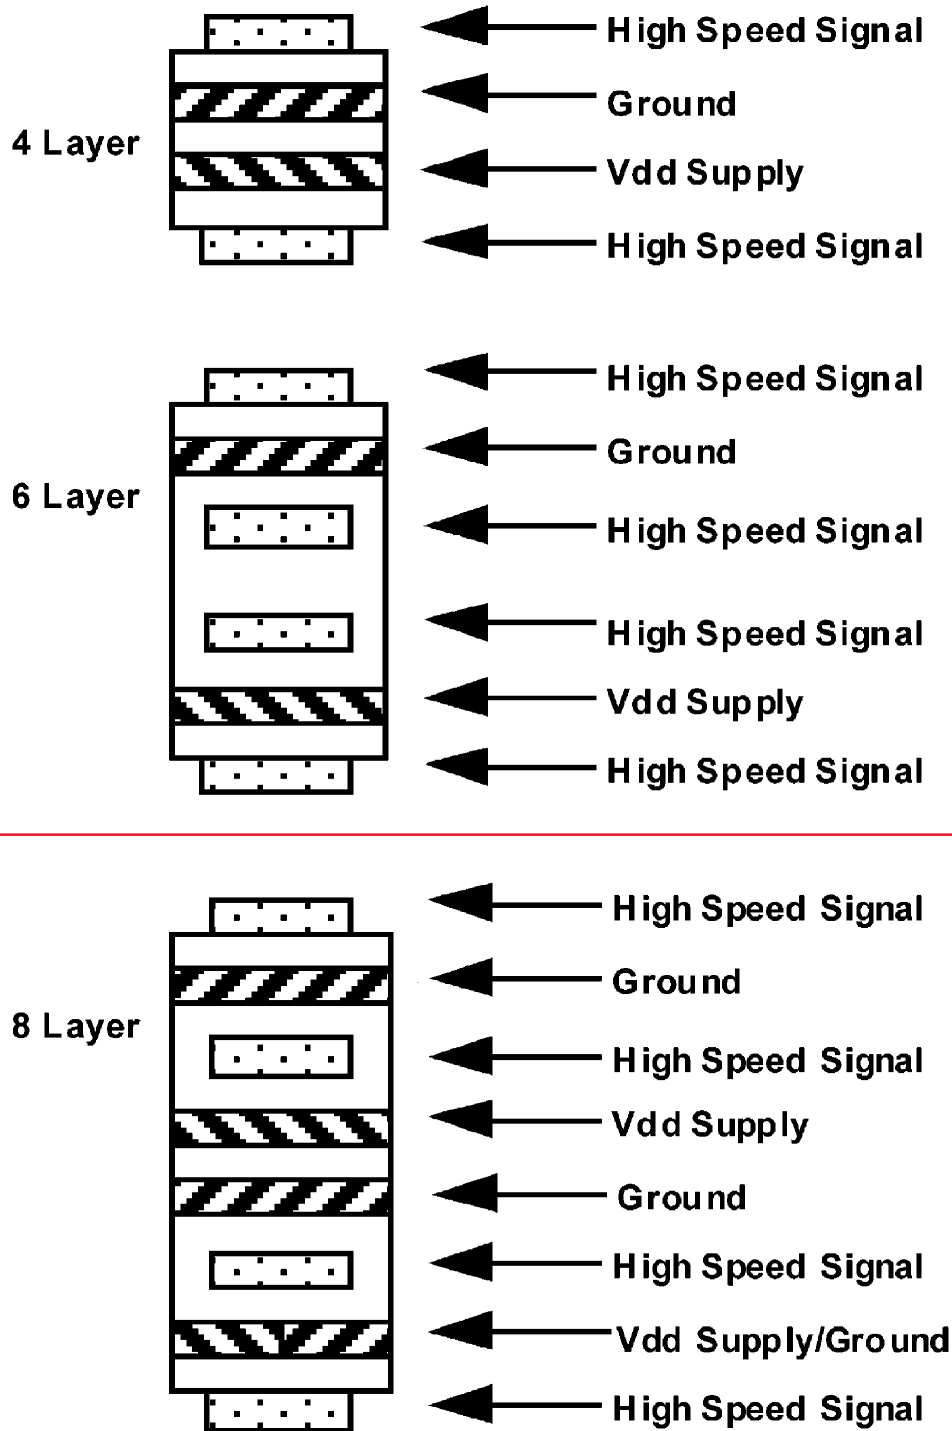 High Speed Signal
Ground
4 Layer
Vdd Supply
High Speed Signal
High Speed Signal
Ground
6 Layer
High Speed Signal
High Speed Signal
Vdd Supply
High Speed Signal
High Speed Signal
Ground
8 Layer
High Speed Signal
Vdd Supply
Ground
High Speed Signal
Vdd Supply/Ground
High Speed Signal